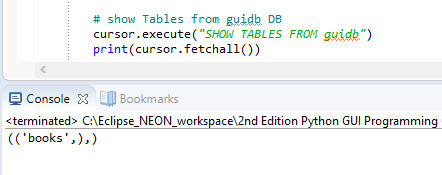 # show Tables from guidb DB
cursor.execute("SHOW TABLES FROM guidb")
print(cursor.fetchall())
Console Bookmarks
<terminated> C:\Eclipse_NEON_workspace\2nd Edition Python GUI Programming
(('books',),)